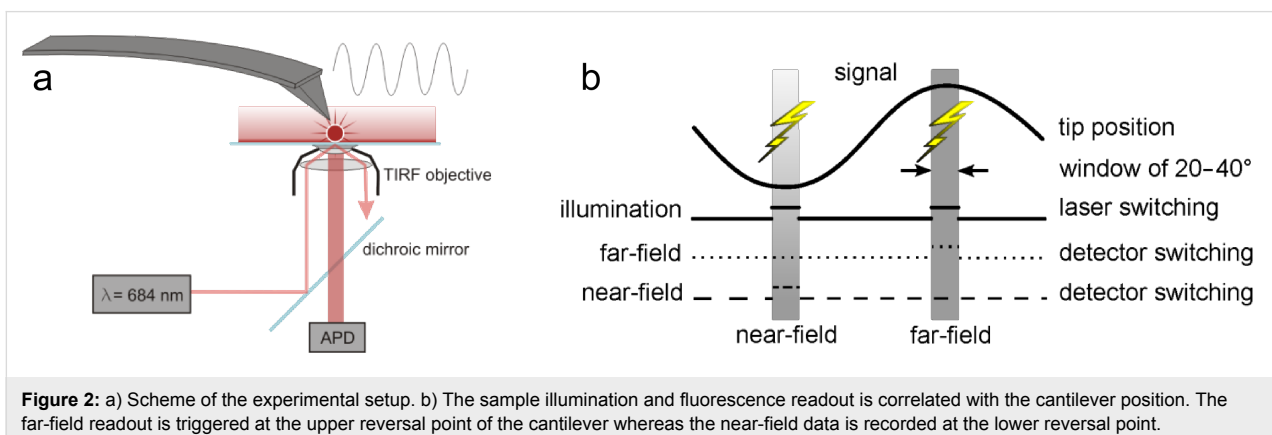 a
TIRF objective
dichroic mirror
λ= 684 nm
APD
b
signal
tip position
window of 20–40°
illumination
laser switching
far-field
detector switching
near-field
detector switching
near-field
far-field
Figure 2: a) Scheme of the experimental setup. b) The sample illumination and fluorescence readout is correlated with the cantilever position. The
far-field readout is triggered at the upper reversal point of the cantilever whereas the near-field data is recorded at the lower reversal point.